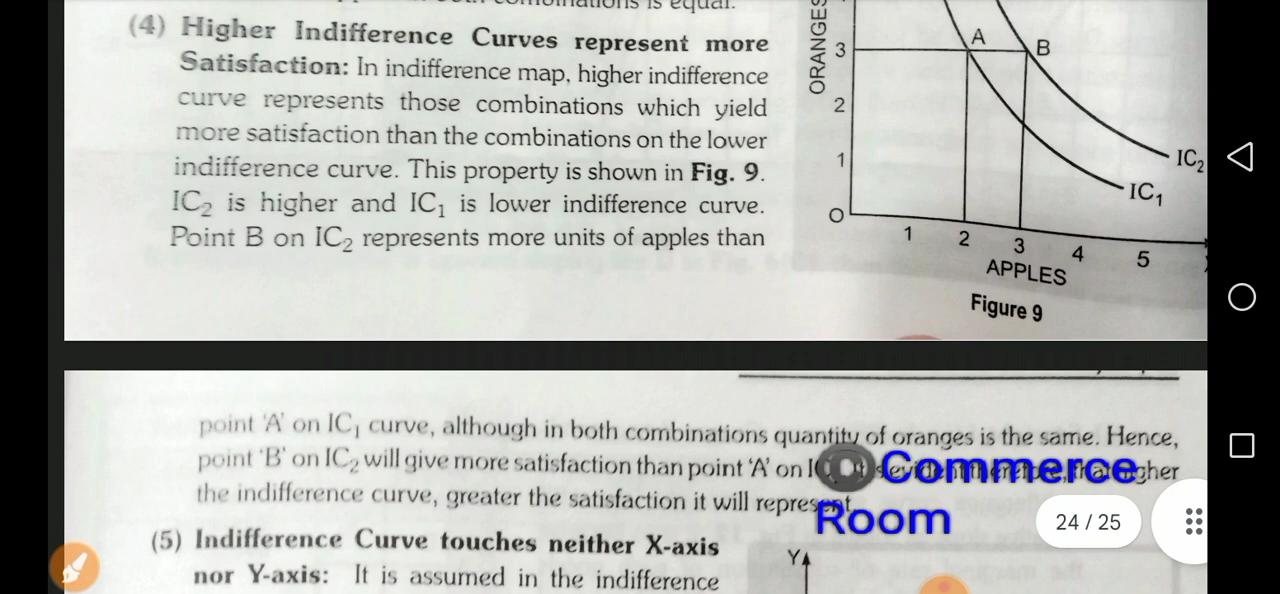 combinations is equal.
(4) Higher Indifference Curves represent more
Satisfaction: In indifference map, higher indifference
curve represents those combinations which yield
more satisfaction than the combinations on the lower
indifference curve. This property is shown in Fig. 9.
IC2 is higher and IC1 is lower indifference curve.
Point B on IC2 represents more units of apples than
ORANGES
3
2
1
O
A
B
IC2
IC1
1 2 3 4 5
APPLES
Figure 9
point 'A' on IC1 curve, although in both combinations quantity of oranges is the same. Hence,
point 'B' on IC2 will give more satisfaction than point 'A' on
the indifference curve, greater the satisfaction it will represent.
Commerce
Room
24 / 25
(5) Indifference Curve touches neither X-axis
nor Y-axis: It is assumed in the indifference
Y